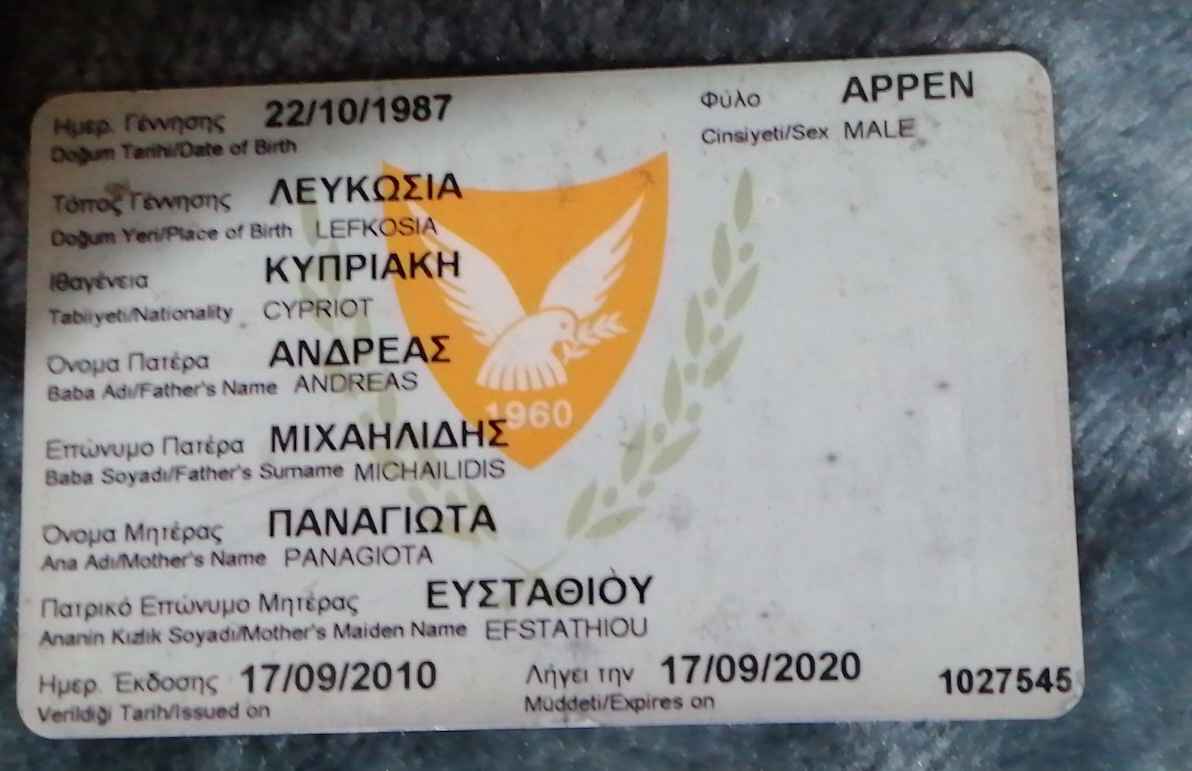 Ημερ. Γέννησης 22/10/1987 Φύλο ΑΡΡΕΝ
Doğum Tarihi/Date of Birth Cinsiyeti/Sex MALE
Τόπος Γέννησης ΛΕΥΚΩΣΙΑ
Doğum Yeri/Place of Birth LEFKOSIA
Ιθαγένεια ΚΥΠΡΙΑΚΗ
Tabiiyeti/Nationality CYPRIOT
Όνομα Πατέρα ΑΝΔΡΕΑΣ
Baba Adı/Father's Name ANDREAS
1960
Επώνυμο Πατέρα ΜΙΧΑΗΛΙΔΗΣ
Baba Soyadı/Father's Surname MICHAILIDIS
Όνομα Μητέρας ΠΑΝΑΓΙΩΤΑ
Ana Adı/Mother's Name PANAGIOTA
Πατρικό Επώνυμο Μητέρας ΕΥΣΤΑΘΙΟΥ
Ananin Kızlık Soyadı/Mother's Maiden Name EFSTATHIOU
Ημερ. Έκδοσης 17/09/2010 Λήγει την 17/09/2020 1027545
Verildiği Tarih/Issued on Müddeti/Expires on